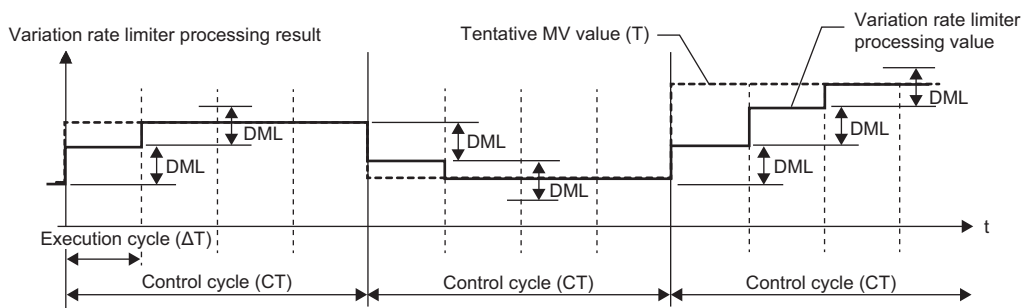 Variation rate limiter processing result
Tentative MV value (T)
Variation rate limiter
processing value
DML
DML
DML
DML
DML
DML
DML
t
Execution cycle (ΔT)
Control cycle (CT)
Control cycle (CT)
Control cycle (CT)